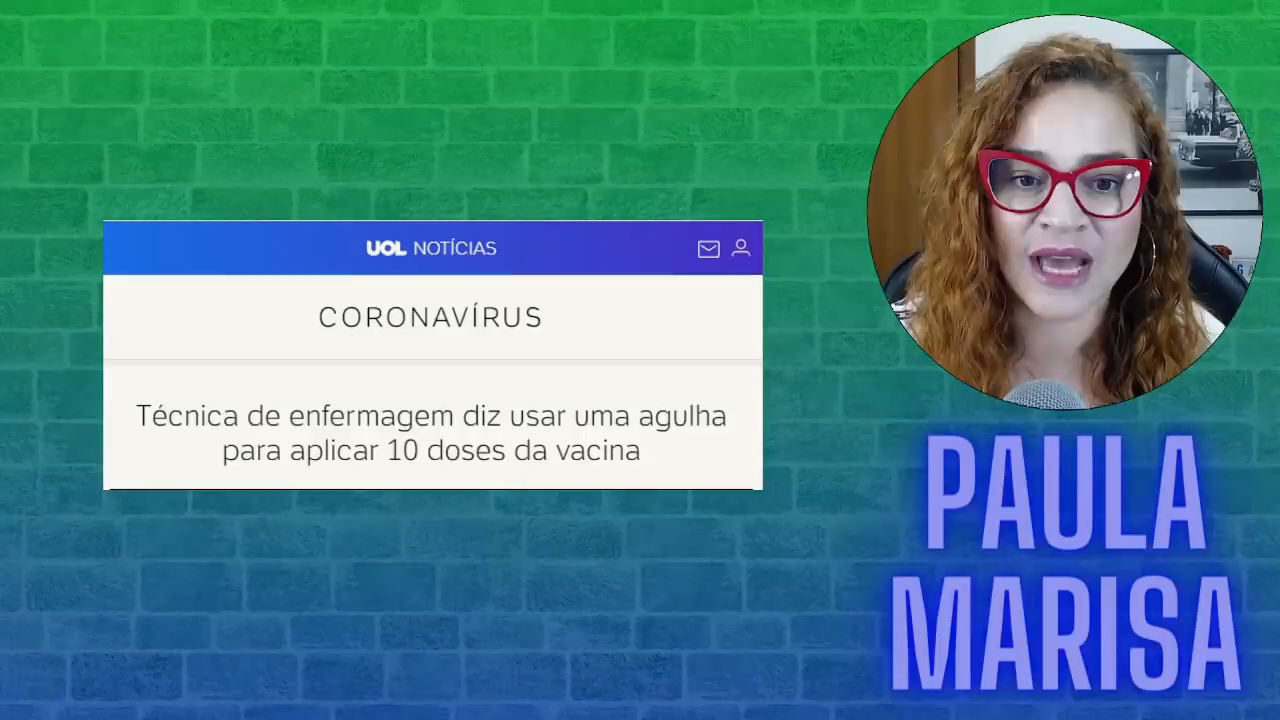 UOL NOTÍCIAS
CORONAVÍRUS
Técnica de enfermagem diz usar uma agulha
para aplicar 10 doses da vacina
PAULA
MARISA